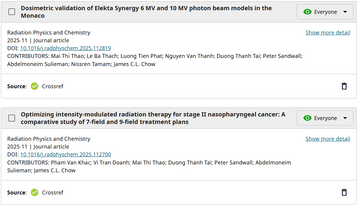 Dosimetric validation of Elekta Synergy 6 MV and 10 MV photon beam models in the
Monaco
Everyone
Radiation Physics and Chemistry
Show more detail
2025-11 | Journal article
DOI: 10.1016/j.radphyschem.2025.112819
CONTRIBUTORS: Mai Thi Thao; Le Ba Thach; Luong Tien Phat; Nguyen Van Thanh; Duong Thanh Tai; Peter Sandwall;
Abdelmoneim Sulieman; Nissren Tamam; James C.L. Chow
Source: Crossref
Optimizing intensity-modulated radiation therapy for stage II nasopharyngeal cancer: A
comparative study of 7-field and 9-field treatment plans
Everyone
Radiation Physics and Chemistry
Show more detail
2025-11 | Journal article
DOI: 10.1016/j.radphyschem.2025.112700
CONTRIBUTORS: Pham Van Khac; Vi Tran Doanh; Mai Thi Thao; Duong Thanh Tai; Peter Sandwall; Abdelmoneim
Sulieman; James C.L. Chow
Source: Crossref